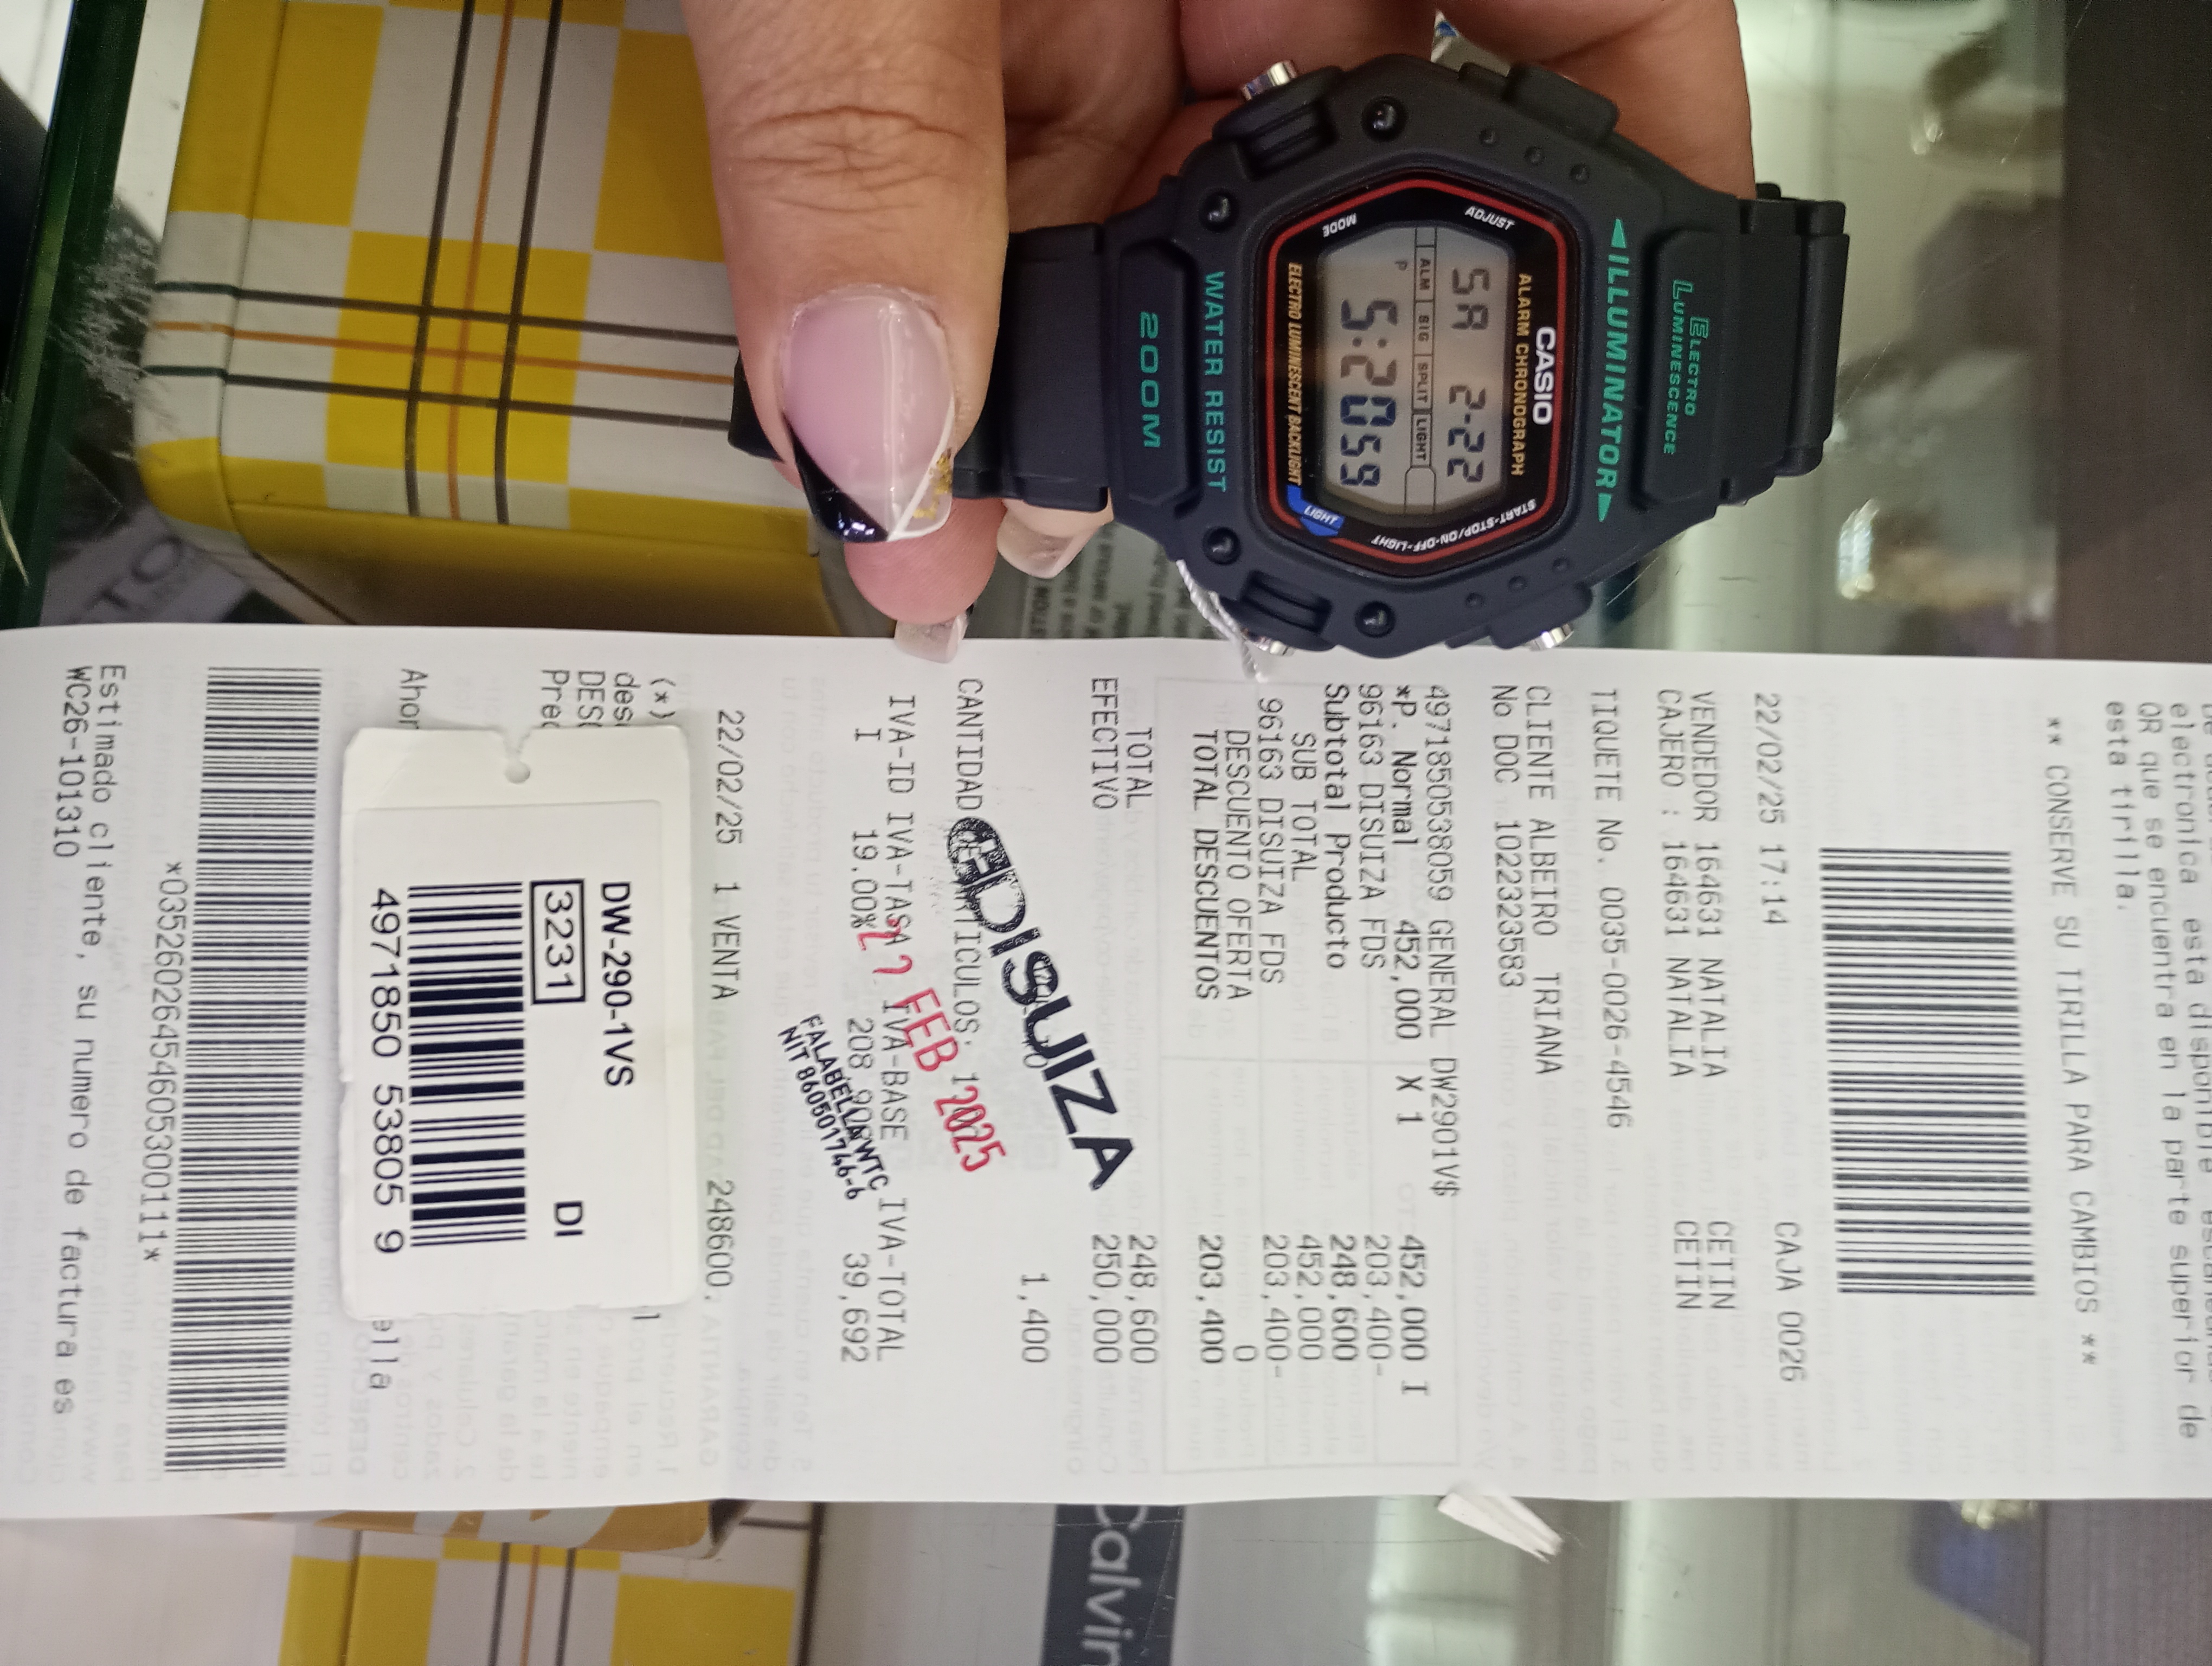 ELECTRO
LUMINESCENCE
ILLUMINATOR
CASIO
ALARM CHRONOGRAPH
ADJUST
START-STOP/ON-OFF-LIGHT
SA 2-22
ALM SIG SPLIT LIGHT
P 5:20 59
MODE
LIGHT
ELECTRO LUMINESCENT BACKLIGHT
WATER RESIST
200M
electronica esta disponible
QR que se encuentra en la parte superior de
esta tirilla.
** CONSERVE SU TIRILLA PARA CAMBIOS **
22/02/25 17:14 CAJA 0026
VENDEDOR 164631 NATALIA CETIN
CAJERO : 164631 NATALIA CETIN
TIQUETE No. 0035-0026-4546
CLIENTE ALBEIRO TRIANA
No DOC 1022323583
4971850538059 GENERAL DW2901V$
*P. Normal 452,000 X 1 452,000 I
96163 DISUIZA FDS 203,400-
Subtotal Producto 248,600
SUB TOTAL 452,000
96163 DISUIZA FDS 203,400-
DESCUENTO OFERTA 0
TOTAL DESCUENTOS 203,400
TOTAL 248,600
EFECTIVO 250,000
1,400
DISUIZA
CANTIDAD DE ARTICULOS: 1
FEB 2025
IVA-ID IVA-TASA IVA-BASE IVA-TOTAL
I 19,00% 208,908 39,692
FALABELLA WTC
NIT 860501746-6
22/02/25 1 VENTA 248600.
(*)
DW-290-1VS
3231 DI
4971850 53805 9
*03526026454605300111*
Estimado cliente, su numero de factura es
WC26-101310
Calvin